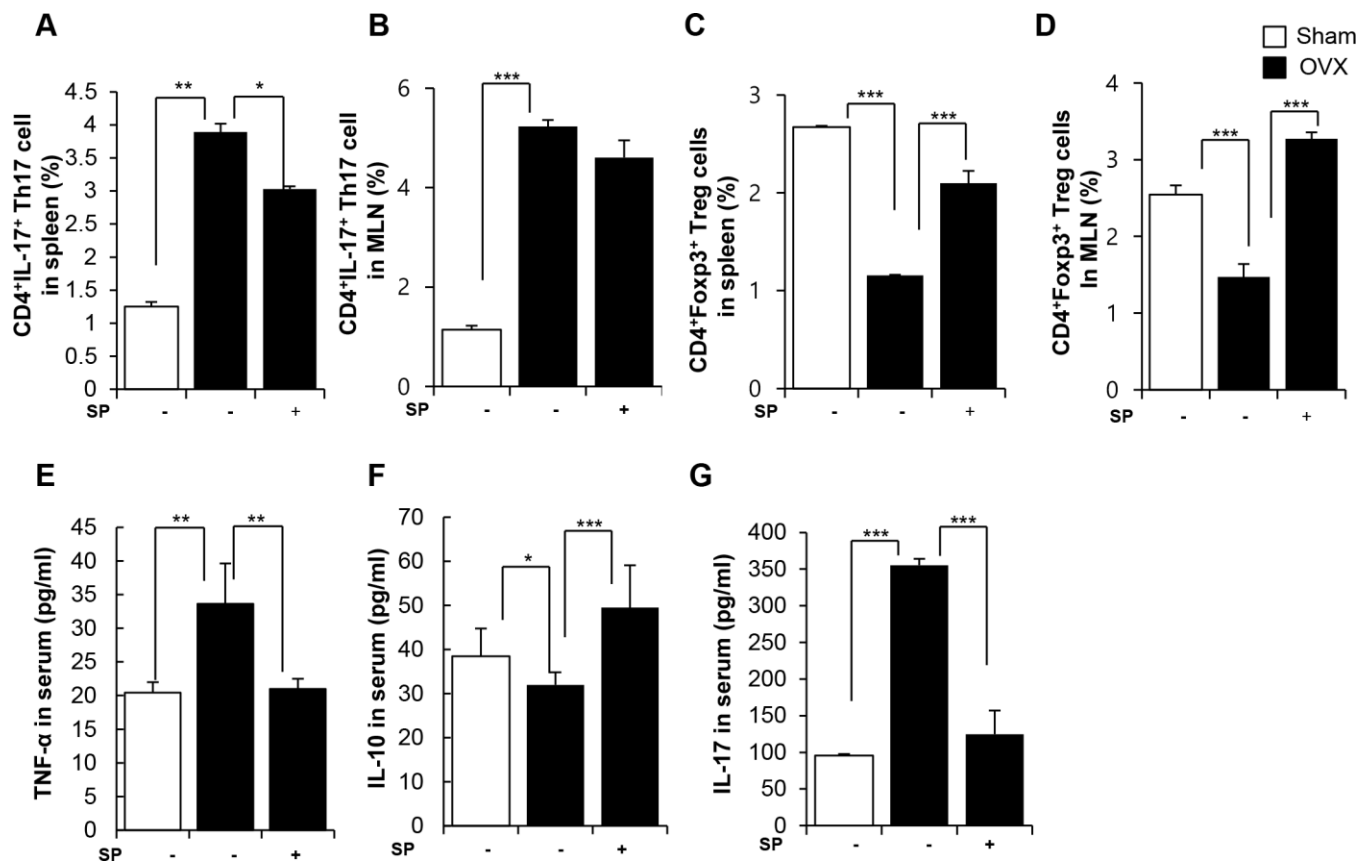 A
B
C
D
Sham
OVX
CD4+IL-17+ Th17 cell
in spleen (%)
4.5
4
3.5
3
2.5
2
1.5
1
0.5
0
**
*
SP - - +
CD4+IL-17+ Th17 cell
in MLN (%)
6
4
2
0
***
- - +
CD4+Foxp3+ Treg cells
in spleen (%)
3
2
1
0
***
***
SP - - +
CD4+Foxp3+ Treg cells
In MLN (%)
4
3
2
1
0
***
***
SP - - +
E
F
G
TNF-α in serum (pg/ml)
45
40
35
30
25
20
15
10
5
0
**
**
SP - - +
IL-10 in serum (pg/ml)
70
60
50
40
30
20
10
0
*
***
SP - - +
IL-17 in serum (pg/ml)
400
350
300
250
200
150
100
50
0
***
***
SP - - +